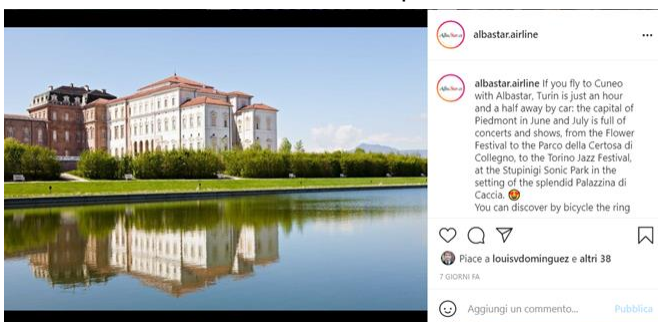 albastar.airline
albastar.airline If you fly to Cuneo
with Albastar, Turin is just an hour
and a half away by car: the capital of
Piedmont in June and July is full of
concerts and shows, from the Flower
Festival to the Parco della Certosa di
Collegno, to the Torino Jazz Festival,
at the Stupinigi Sonic Park in the
setting of the splendid Palazzina di
Caccia.
You can discover by bicycle the ring
Piace a louisvdominguez e altri 38
7 GIORNI FA
Aggiungi un commento... Pubblica